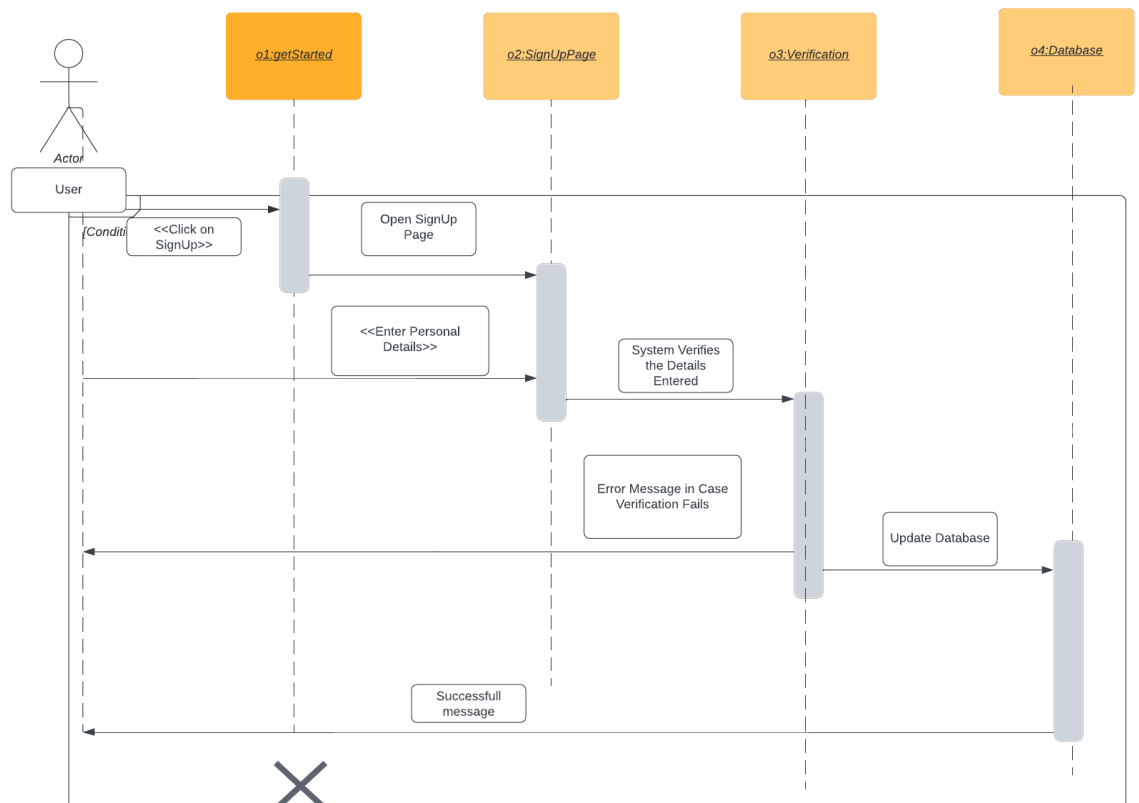 o1:getStarted
o2:SignUpPage
o3:Verification
o4:Database
Actor
User
[Conditi
<<Click on
SignUp>>
Open SignUp
Page
<<Enter Personal
Details>>
System Verifies
the Details
Entered
Error Message in Case
Verification Fails
Update Database
Successfull
message